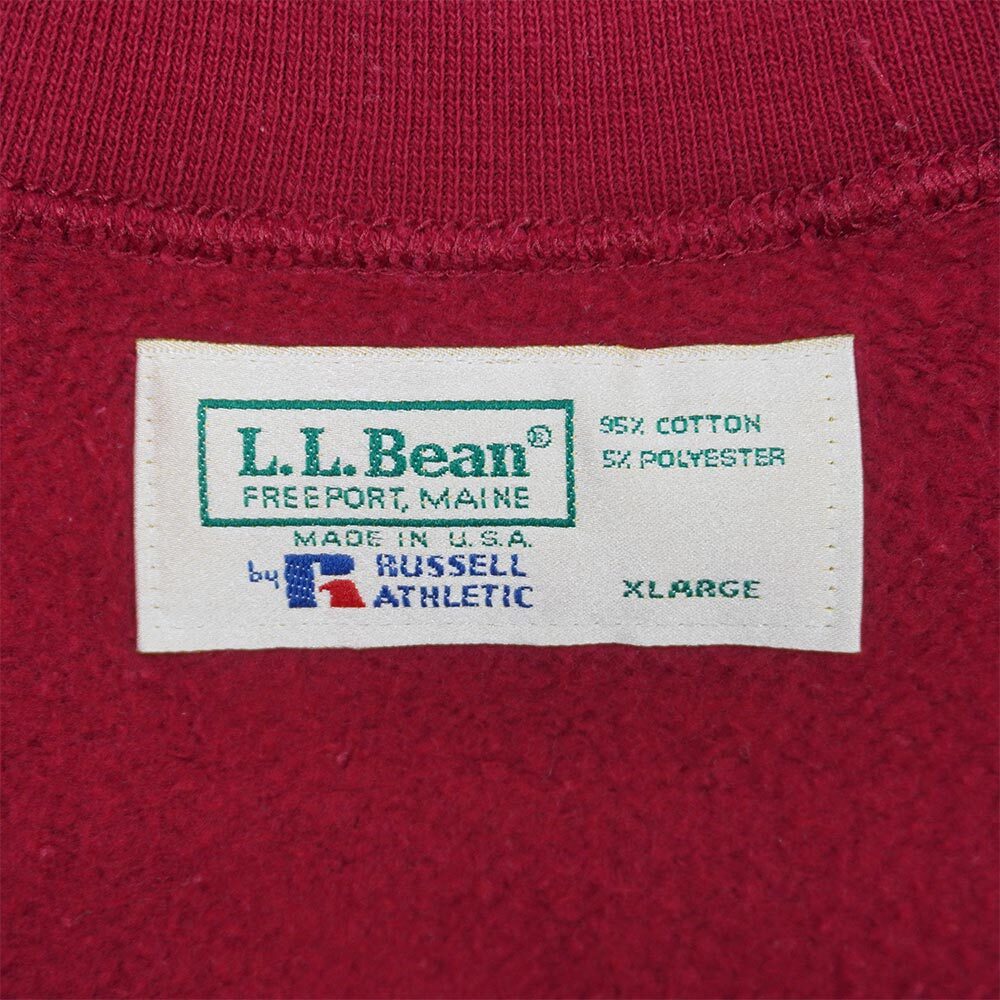 L.L.Bean®
FREEPORT, MAINE
MADE IN U.S.A.
by RUSSELL
ATHLETIC
95% COTTON
5% POLYESTER
XLARGE